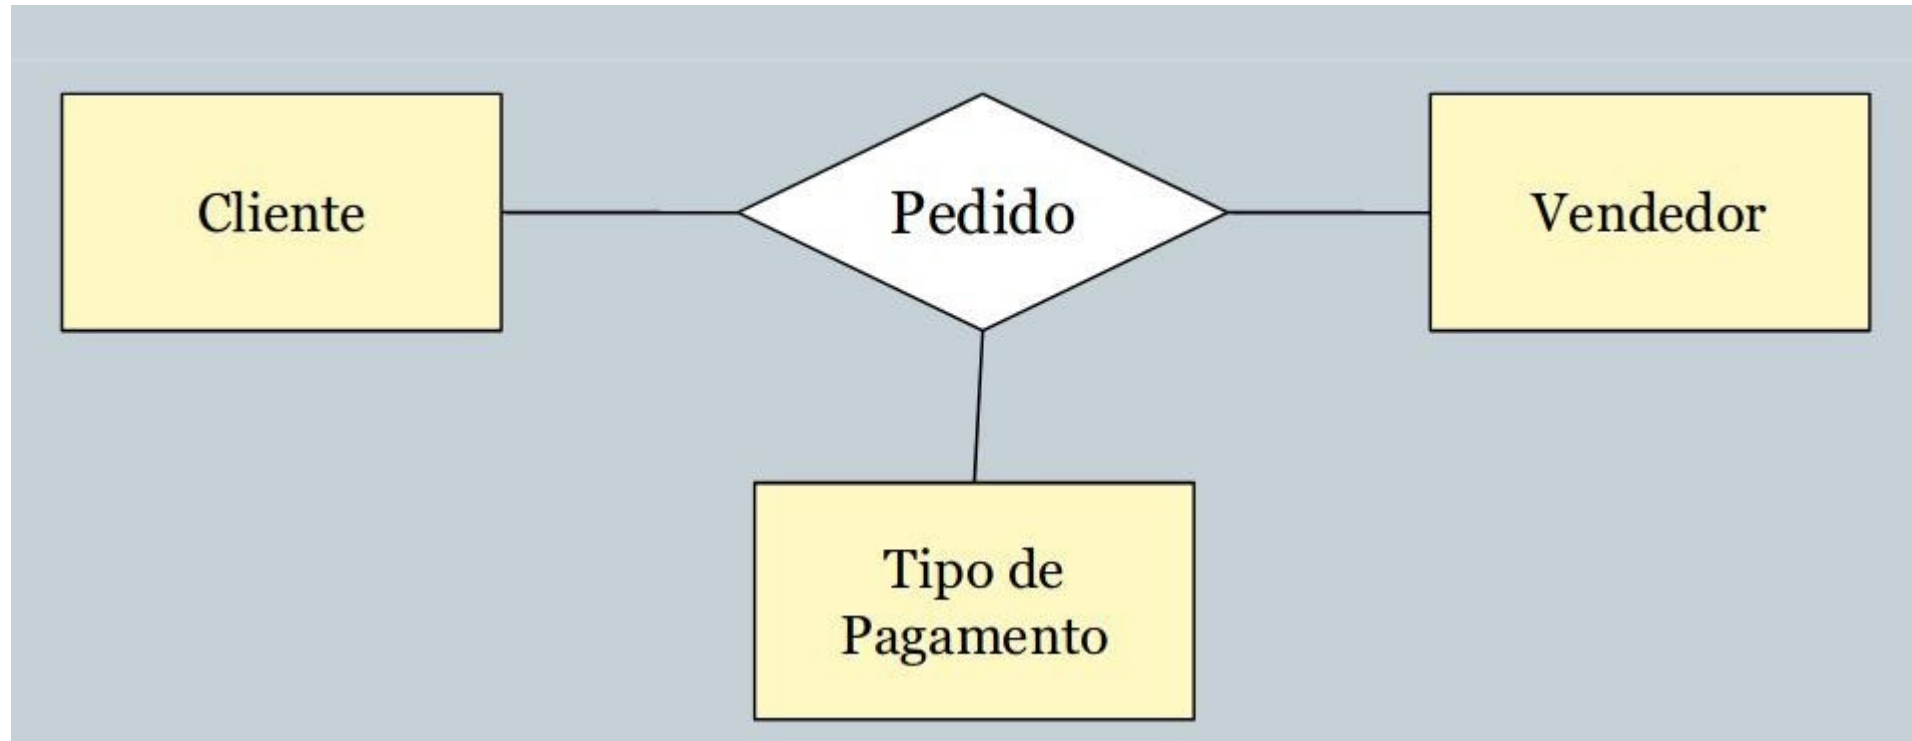 Cliente
Pedido
Vendedor
Tipo de
Pagamento